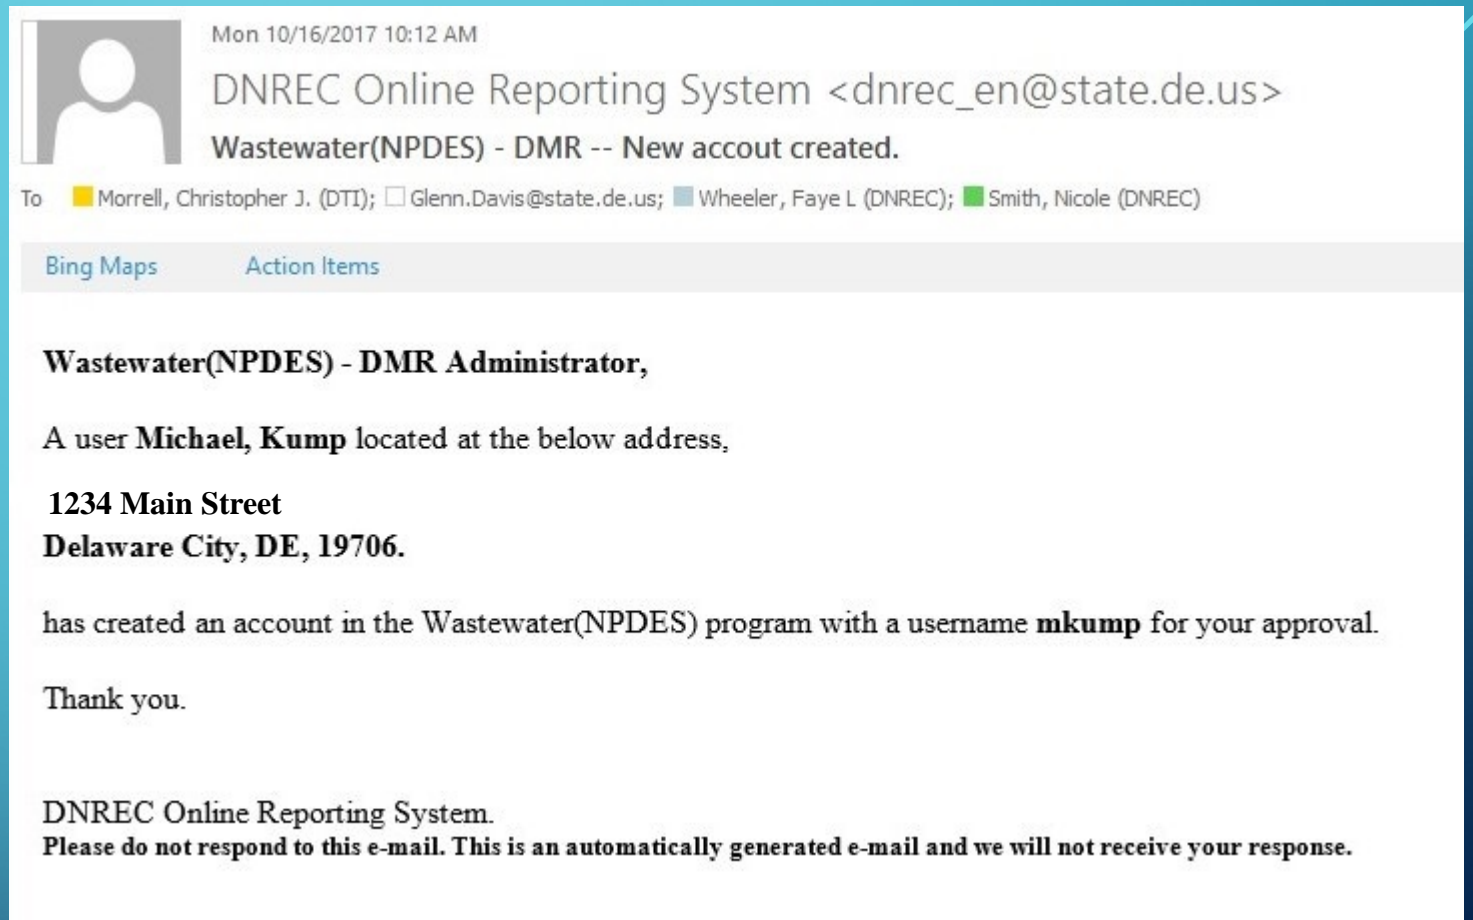 Mon 10/16/2017 10:12 AM
DNREC Online Reporting System <dnrec_en@state.de.us>
Wastewater(NPDES) - DMR -- New accout created.
To Morrell, Christopher J. (DTI); Glenn.Davis@state.de.us; Wheeler, Faye L (DNREC); Smith, Nicole (DNREC)
Bing Maps Action Items
Wastewater(NPDES) - DMR Administrator,
A user Michael, Kump located at the below address,
1234 Main Street
Delaware City, DE, 19706.
has created an account in the Wastewater(NPDES) program with a username mkump for your approval.
Thank you.
DNREC Online Reporting System.
Please do not respond to this e-mail. This is an automatically generated e-mail and we will not receive your response.